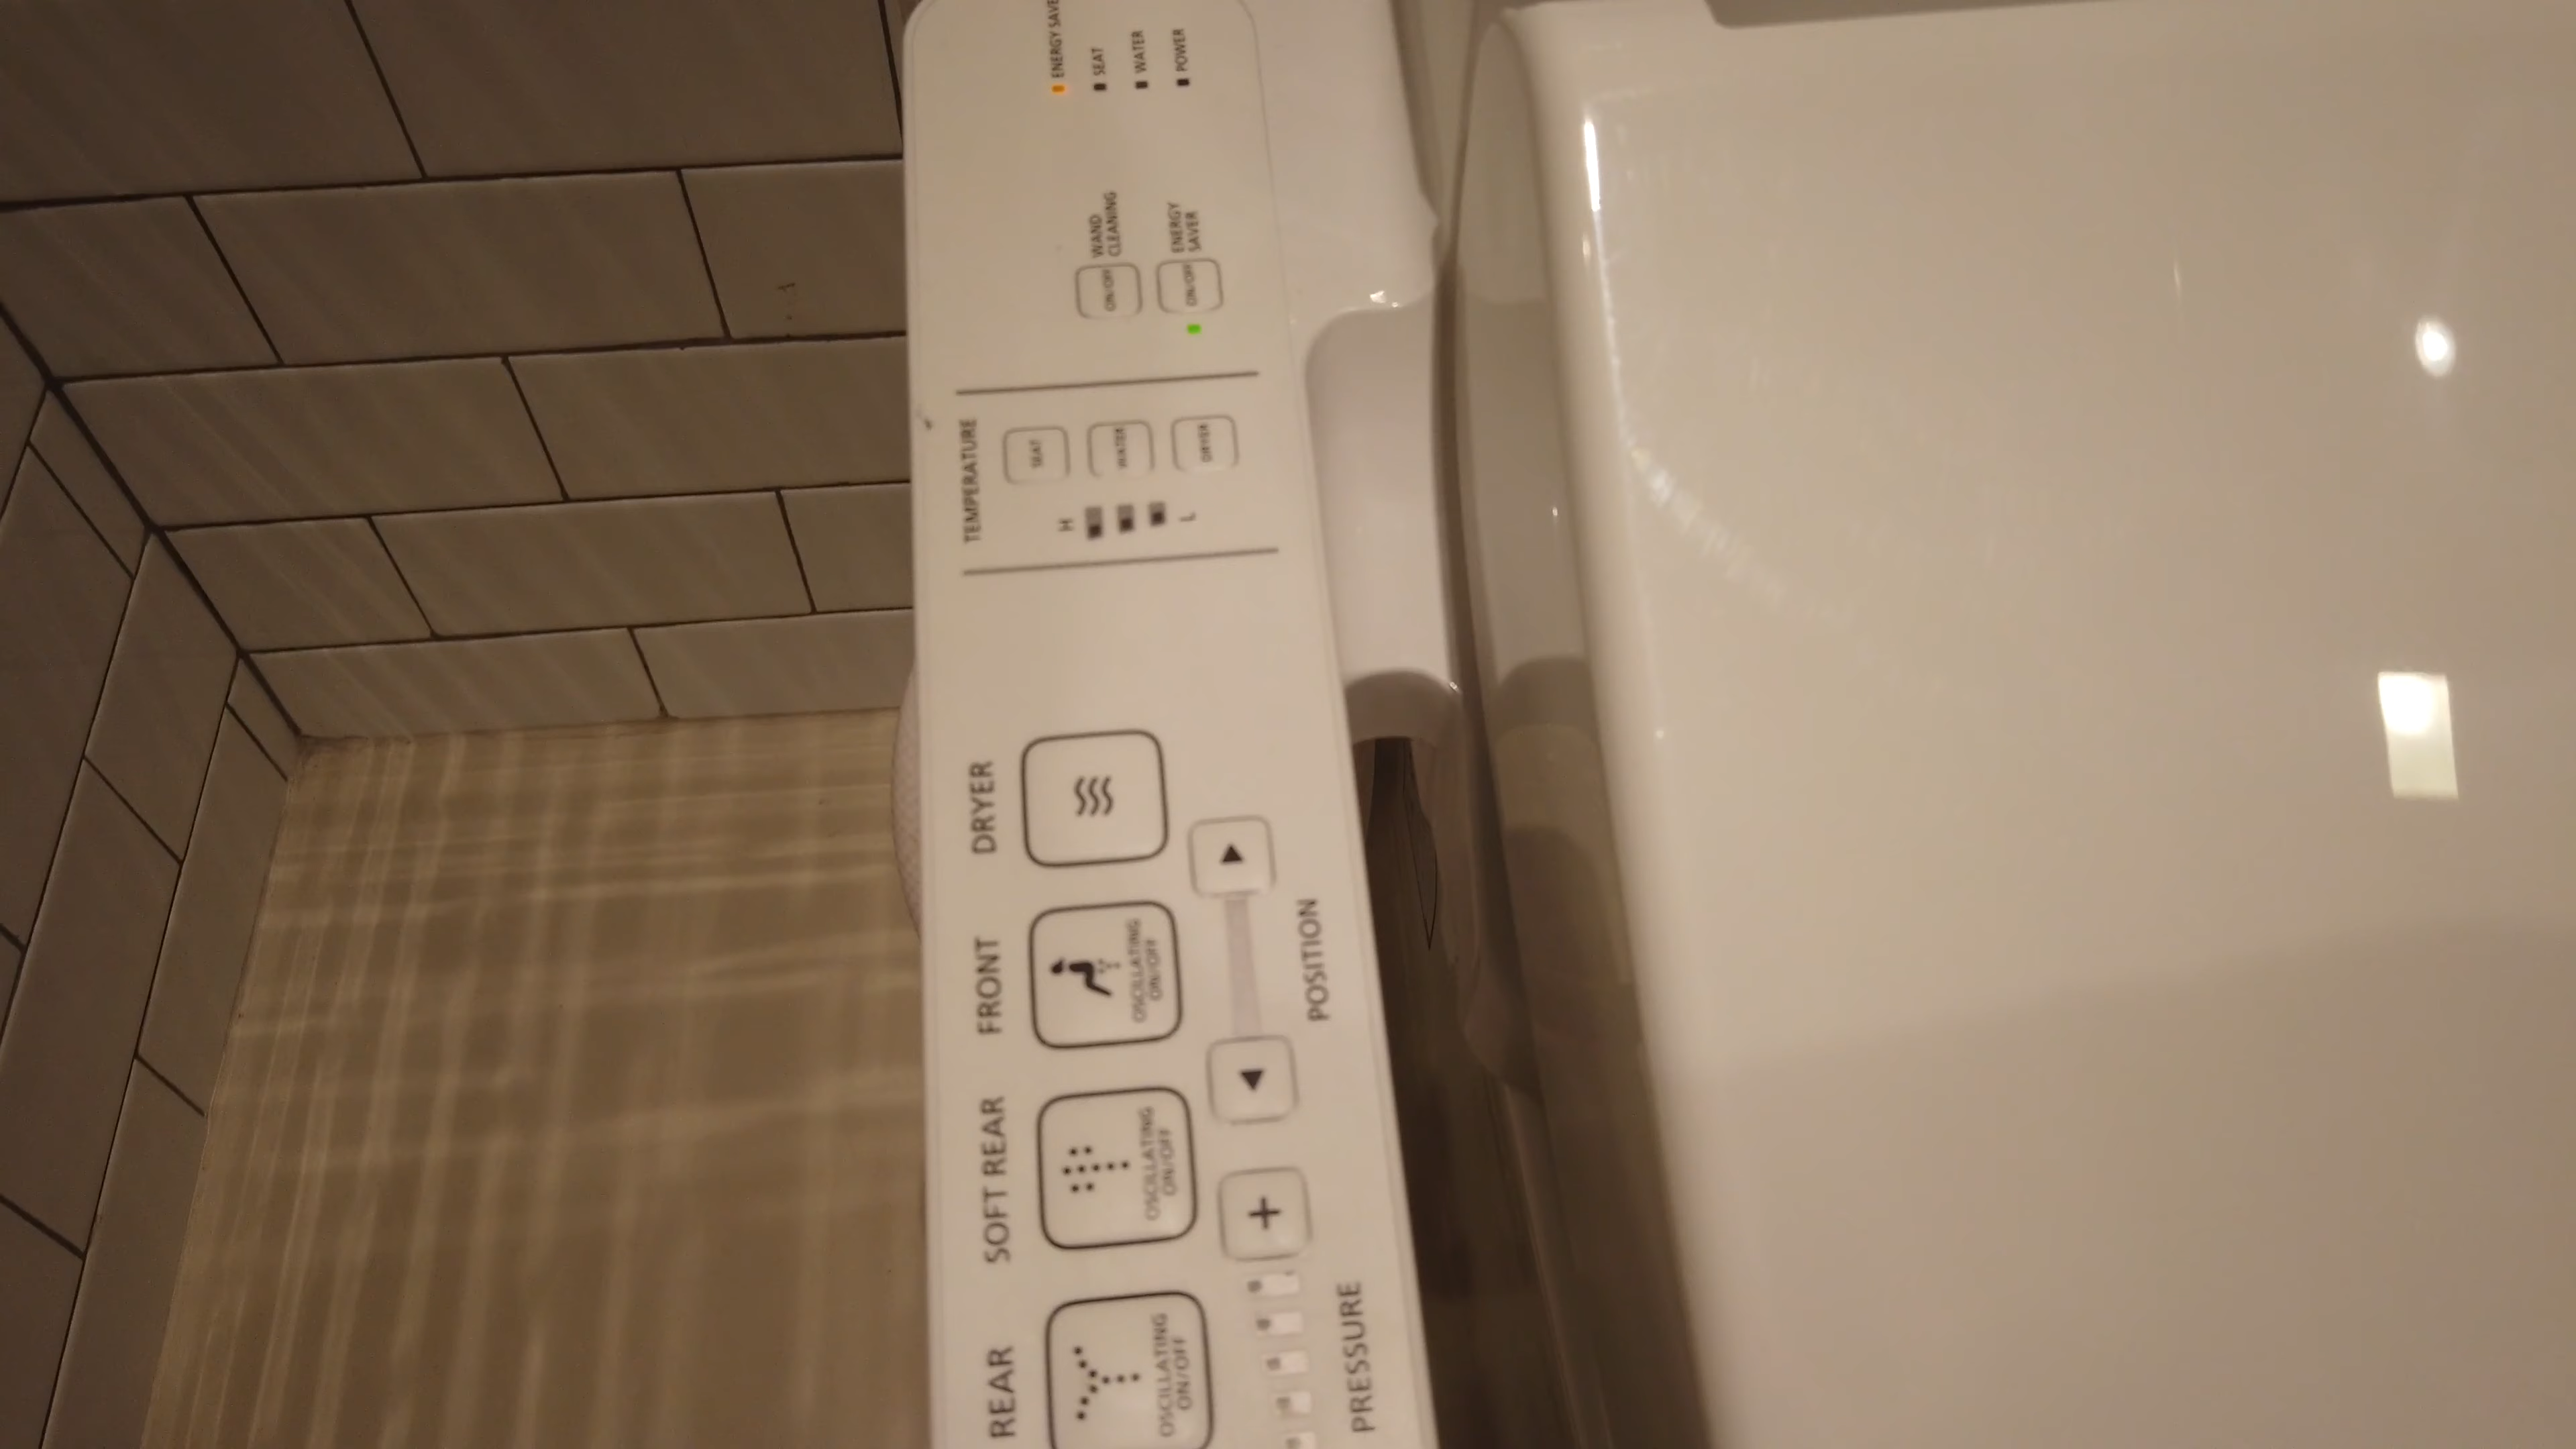 REAR
OSCILLATING
ON/OFF
SOFT REAR
OSCILLATING
ON/OFF
FRONT
OSCILLATING
ON/OFF
DRYER
PRESSURE
+
POSITION
TEMPERATURE
H
L
SEAT
WATER
DRYER
ON/OFF
WAND
CLEANING
ON/OFF
ENERGY
SAVER
ENERGY SAVE
SEAT
WATER
POWER